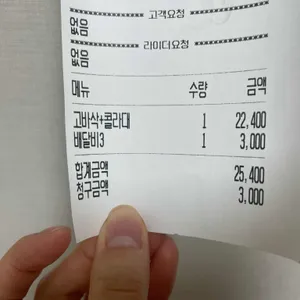 ********** 고객요청 **********
없음
********** 라이더요청 **********
없음
메뉴 수량 금액
고바삭+콜라대 1 22,400
배달비3 1 3,000
합계금액 25,400
청구금액 3,000